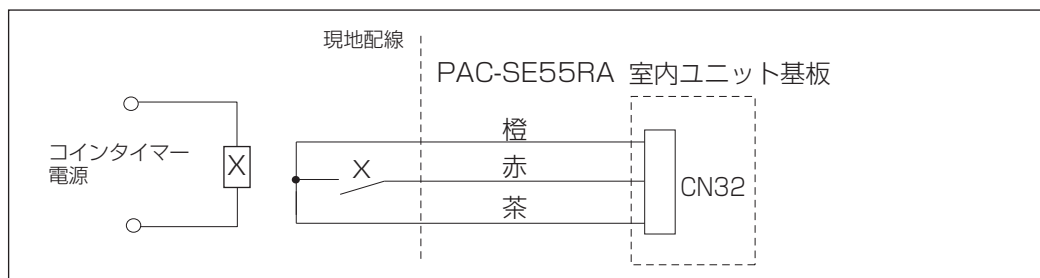 現地配線
PAC-SE55RA 室内ユニット基板
コインタイマー
電源
X
橙
X
赤
茶
CN32